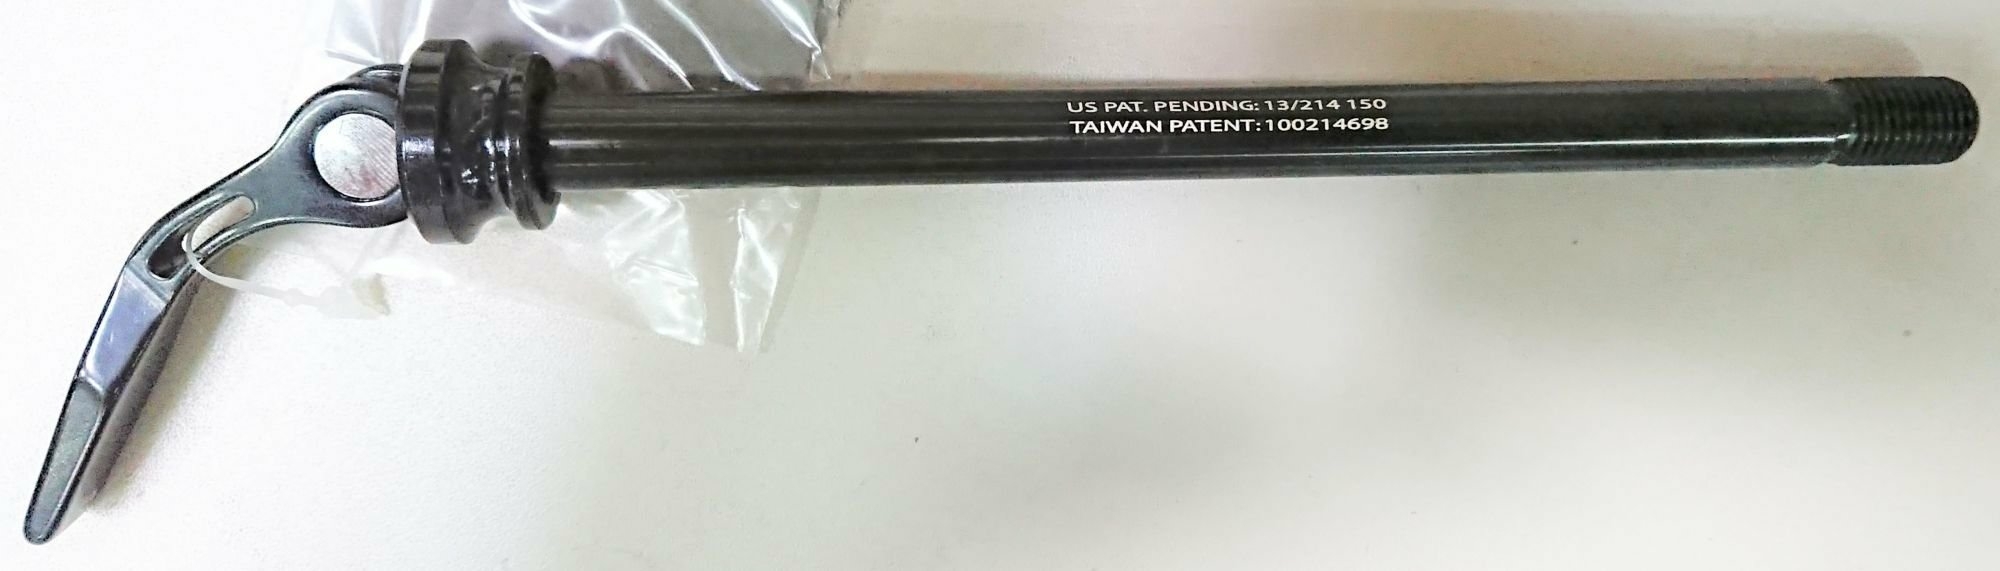 US PAT. PENDING: 13/214 150
TAIWAN PATENT: 100214698